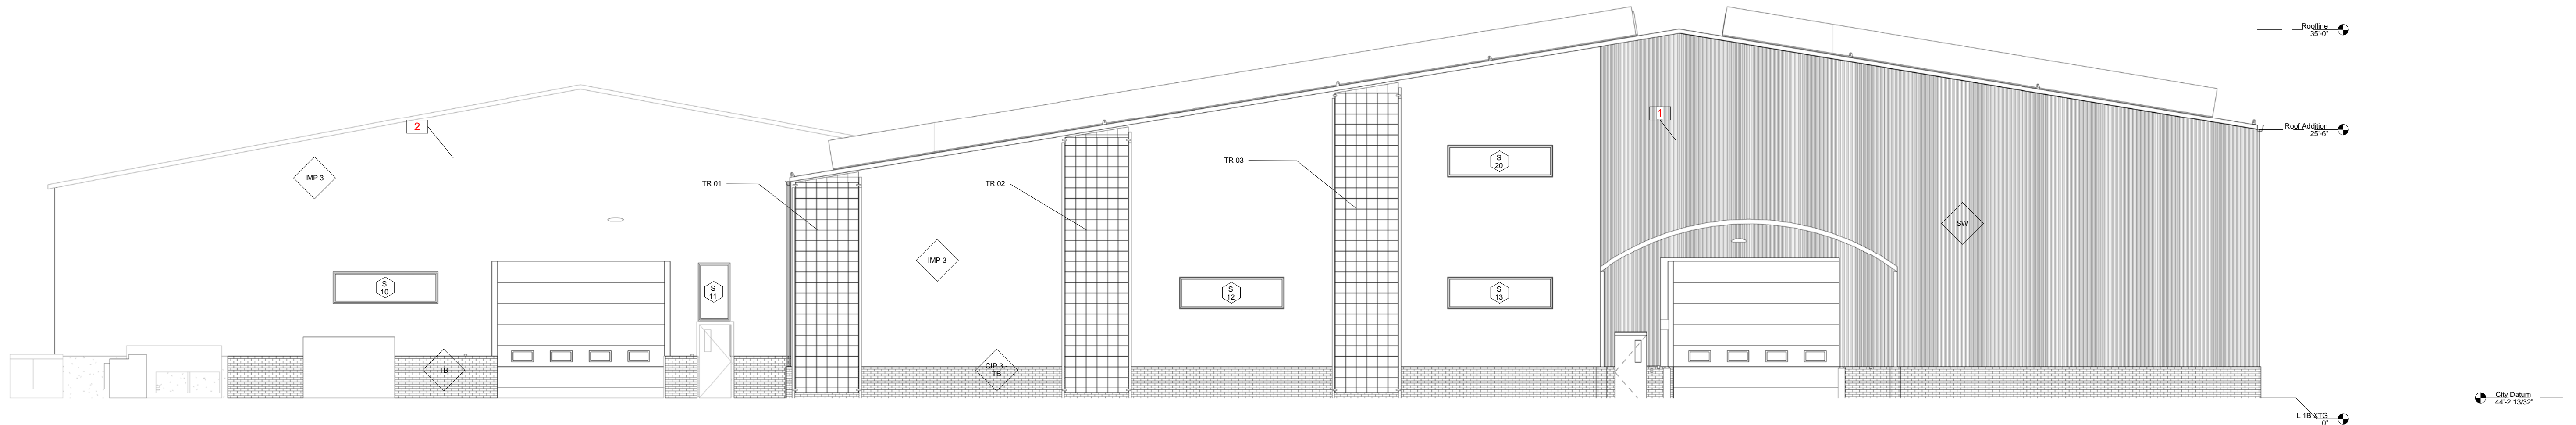 Roofline
35'-0"
2
1
Roof Addition
25'-6"
IMP 3
TR 01
TR 02
TR 03
S
20
SW
IMP 3
S
10
S
11
S
12
S
13
TB
CIP 3
TB
City Datum
44'-2 13/32"
L 1B XTG
0"